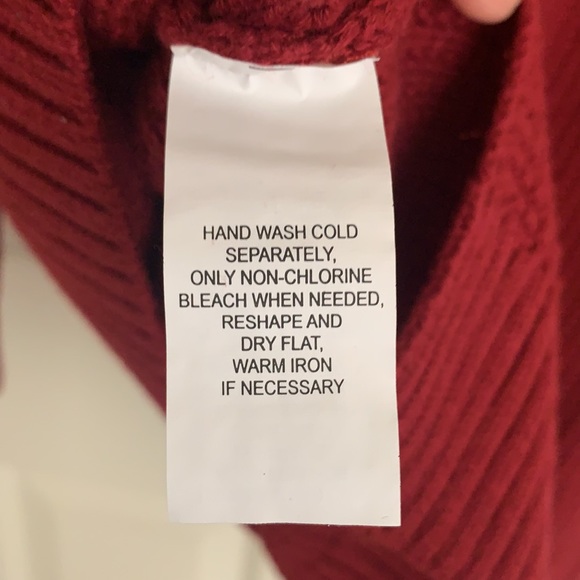 HAND WASH COLD
SEPARATELY,
ONLY NON-CHLORINE
BLEACH WHEN NEEDED,
RESHAPE AND
DRY FLAT,
WARM IRON
IF NECESSARY